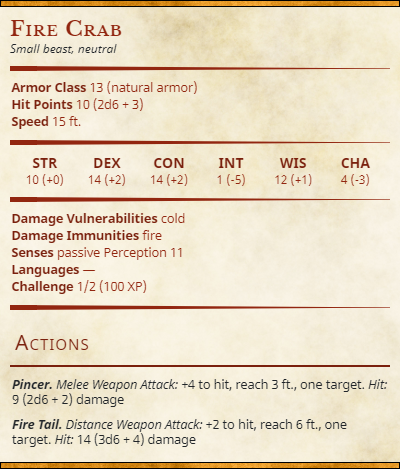 Fire Crab
Small beast, neutral
Armor Class 13 (natural armor)
Hit Points 10 (2d6 + 3)
Speed 15 ft.
STR DEX CON INT WIS CHA
10 (+0) 14 (+2) 14 (+2) 1 (-5) 12 (+1) 4 (-3)
Damage Vulnerabilities cold
Damage Immunities fire
Senses passive Perception 11
Languages —
Challenge 1/2 (100 XP)
Actions
Pincer. Melee Weapon Attack: +4 to hit, reach 3 ft., one target. Hit:
9 (2d6 + 2) damage
Fire Tail. Distance Weapon Attack: +2 to hit, reach 6 ft., one
target. Hit: 14 (3d6 + 4) damage